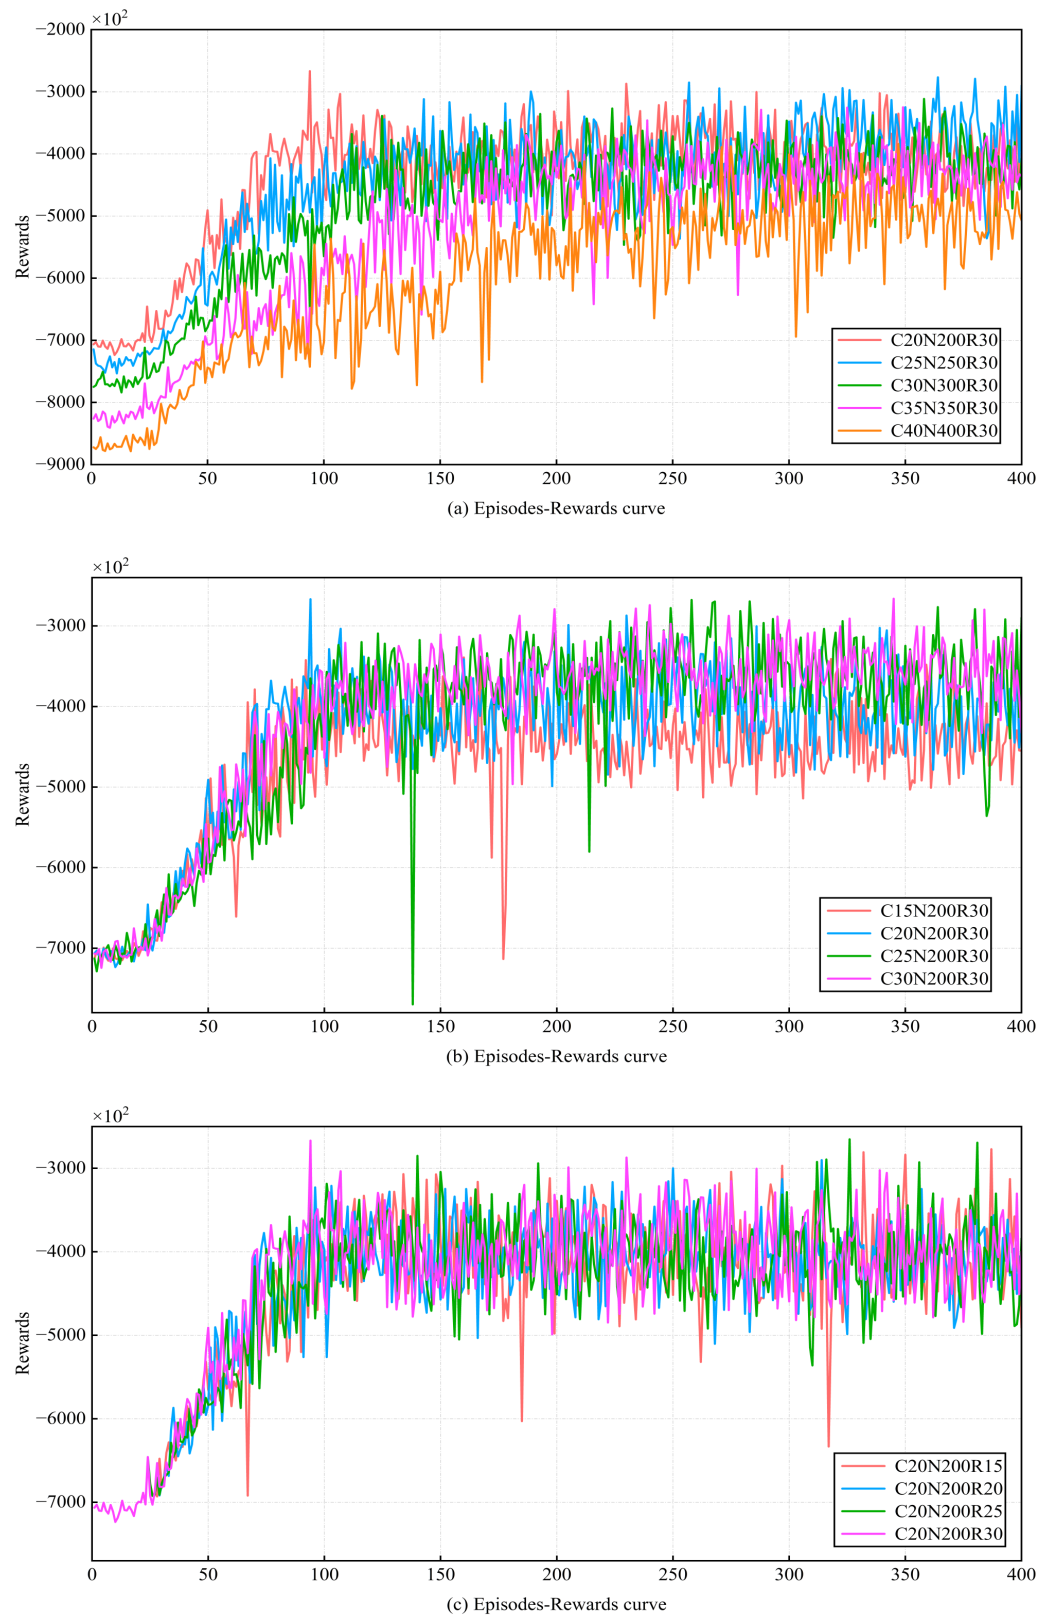 ×10²
−2000
−3000
−4000
−5000
−6000
−7000
−8000
−9000
Rewards
C20N200R30
C25N250R30
C30N300R30
C35N350R30
C40N400R30
0 50 100 150 200 250 300 350 400
(a) Episodes-Rewards curve
×10²
−3000
−4000
−5000
−6000
−7000
Rewards
C15N200R30
C20N200R30
C25N200R30
C30N200R30
0 50 100 150 200 250 300 350 400
(b) Episodes-Rewards curve
×10²
−3000
−4000
−5000
−6000
−7000
Rewards
C20N200R15
C20N200R20
C20N200R25
C20N200R30
0 50 100 150 200 250 300 350 400
(c) Episodes-Rewards curve